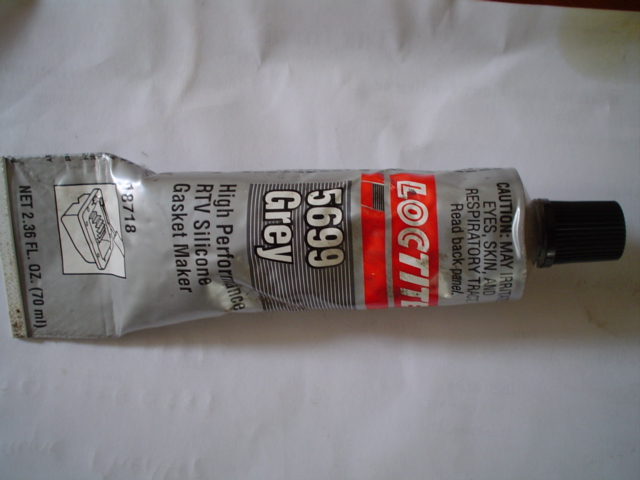 CAUTION: MAY IRRITATE
EYES, SKIN, AND
RESPIRATORY TRACT
Read back panel.
LOCTITE
5699
Grey
High Performance
RTV Silicone
Gasket Maker
18718
NET 2.36 FL. OZ. (70 ml)